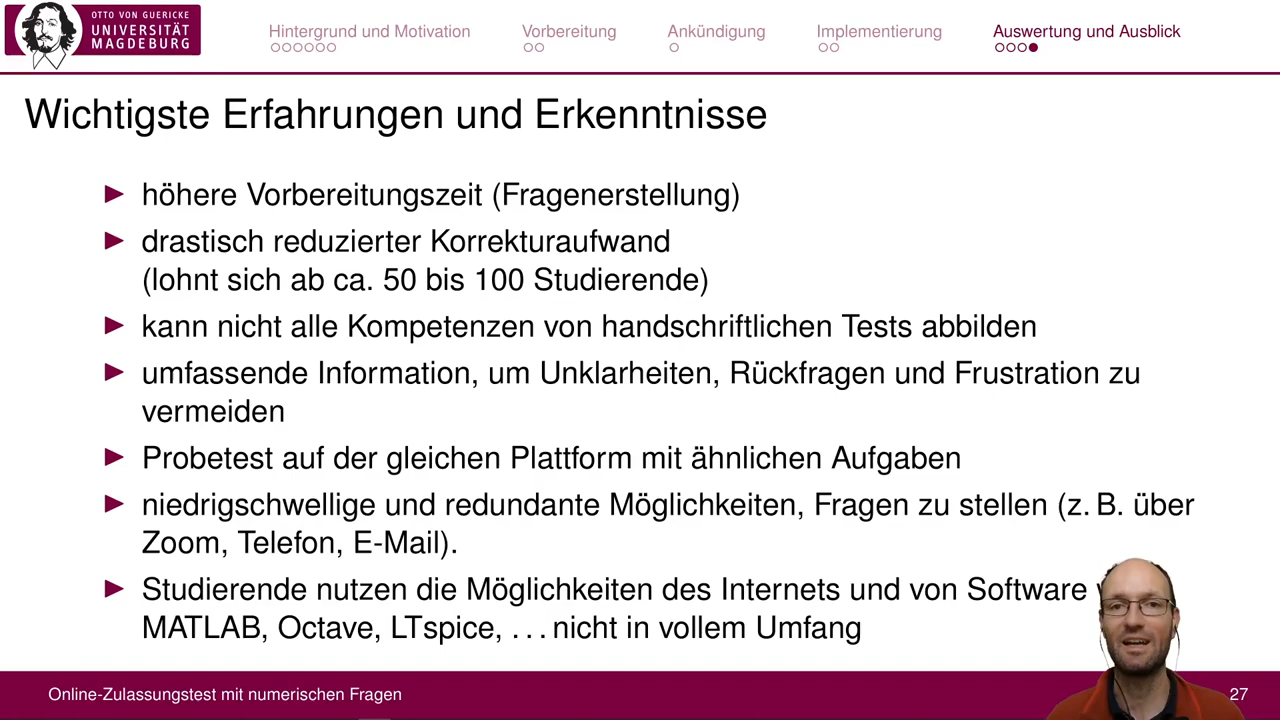 OTTO VON GUERICKE
UNIVERSITÄT
MAGDEBURG
Hintergrund und Motivation
Vorbereitung
Ankündigung
Implementierung
Auswertung und Ausblick
Wichtigste Erfahrungen und Erkenntnisse
höhere Vorbereitungszeit (Fragenerstellung)
drastisch reduzierter Korrekturaufwand
(lohnt sich ab ca. 50 bis 100 Studierende)
kann nicht alle Kompetenzen von handschriftlichen Tests abbilden
umfassende Information, um Unklarheiten, Rückfragen und Frustration zu
vermeiden
Probetest auf der gleichen Plattform mit ähnlichen Aufgaben
niedrigschwellige und redundante Möglichkeiten, Fragen zu stellen (z. B. über
Zoom, Telefon, E-Mail).
Studierende nutzen die Möglichkeiten des Internets und von Software
MATLAB, Octave, LTspice, . . . nicht in vollem Umfang
Online-Zulassungstest mit numerischen Fragen
27